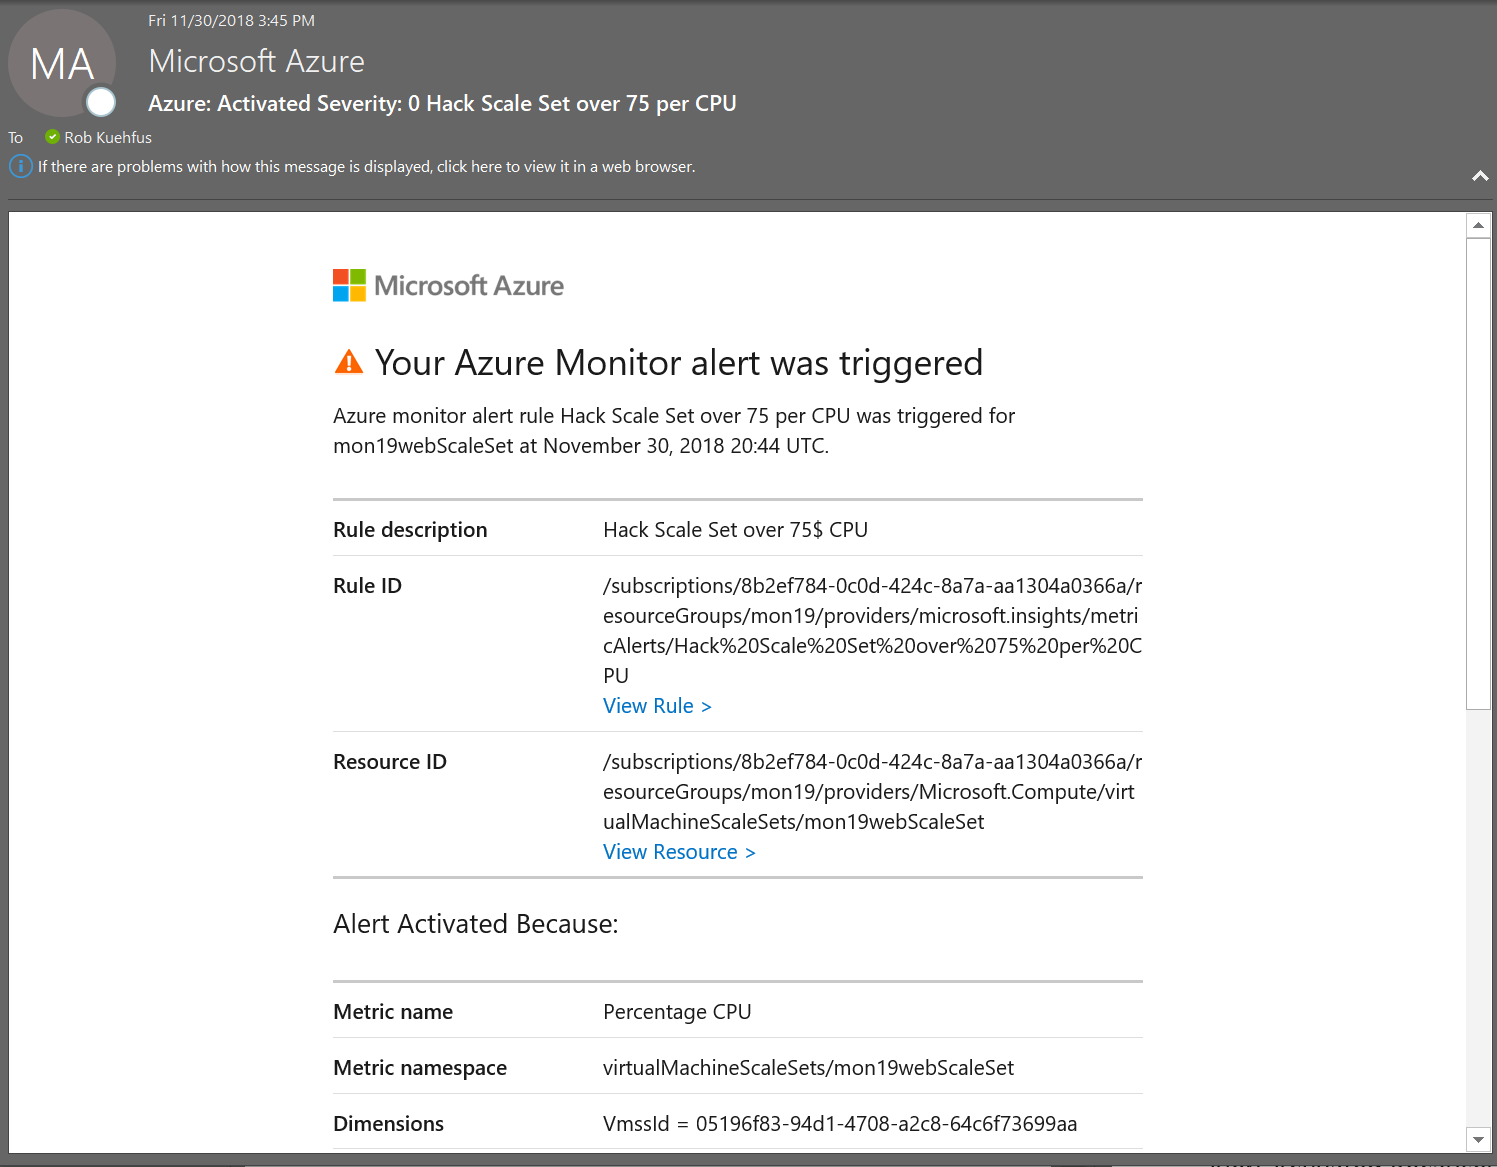 Fri 11/30/2018 3:45 PM
MA
Microsoft Azure
Azure: Activated Severity: 0 Hack Scale Set over 75 per CPU
To Rob Kuehfus
If there are problems with how this message is displayed, click here to view it in a web browser.
Microsoft Azure
Your Azure Monitor alert was triggered
Azure monitor alert rule Hack Scale Set over 75 per CPU was triggered for
mon19webScaleSet at November 30, 2018 20:44 UTC.
Rule description Hack Scale Set over 75$ CPU
Rule ID /subscriptions/8b2ef784-0c0d-424c-8a7a-aa1304a0366a/r
esourceGroups/mon19/providers/microsoft.insights/metri
cAlerts/Hack%20Scale%20Set%20over%2075%20per%20C
PU
View Rule >
Resource ID /subscriptions/8b2ef784-0c0d-424c-8a7a-aa1304a0366a/r
esourceGroups/mon19/providers/Microsoft.Compute/virt
ualMachineScaleSets/mon19webScaleSet
View Resource >
Alert Activated Because:
Metric name Percentage CPU
Metric namespace virtualMachineScaleSets/mon19webScaleSet
Dimensions VmssId = 05196f83-94d1-4708-a2c8-64c6f73699aa